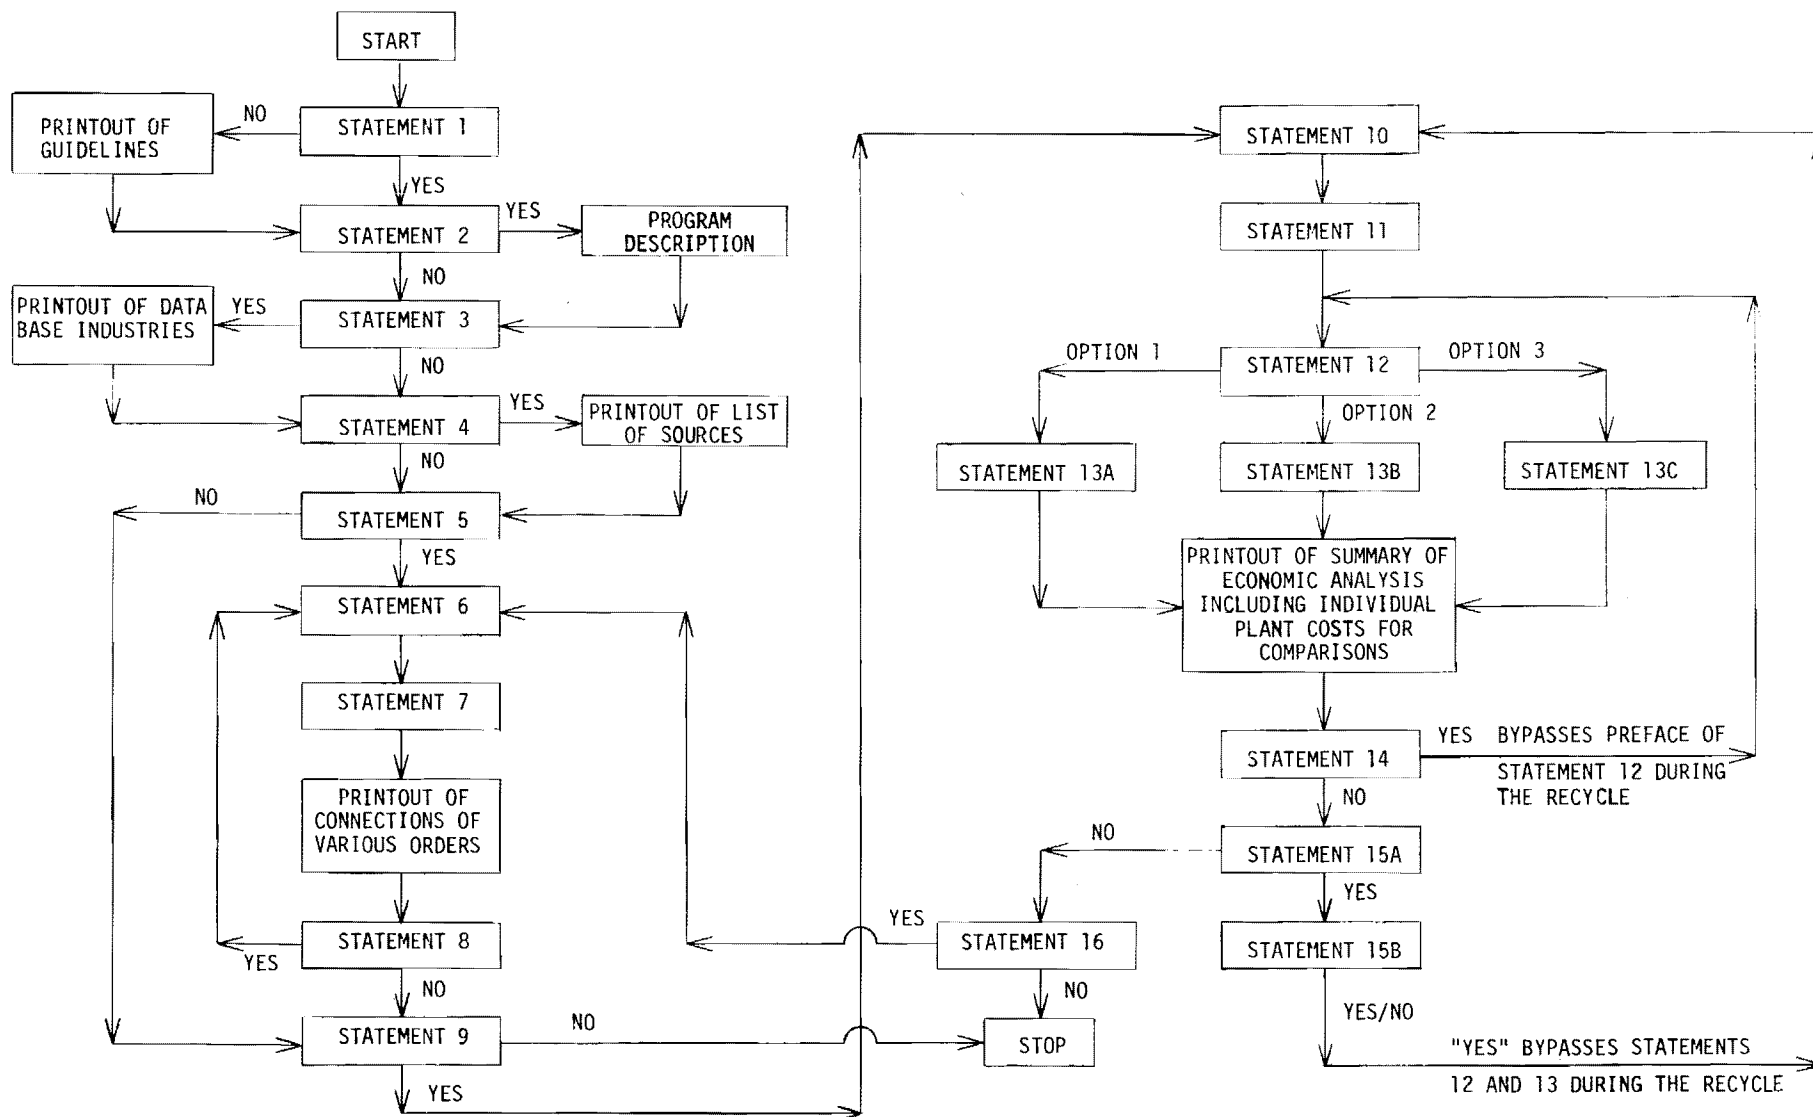 START
NO
PRINTOUT OF
GUIDELINES
STATEMENT 1
YES
STATEMENT 2
YES
PROGRAM
DESCRIPTION
NO
PRINTOUT OF DATA
BASE INDUSTRIES
YES
STATEMENT 3
NO
STATEMENT 4
YES
PRINTOUT OF LIST
OF SOURCES
NO
NO
STATEMENT 5
YES
STATEMENT 6
STATEMENT 7
PRINTOUT OF
CONNECTIONS OF
VARIOUS ORDERS
STATEMENT 8
YES
NO
STATEMENT 9
NO
YES
STATEMENT 10
STATEMENT 11
OPTION 1
STATEMENT 12
OPTION 3
OPTION 2
STATEMENT 13A
STATEMENT 13B
STATEMENT 13C
PRINTOUT OF SUMMARY OF
ECONOMIC ANALYSIS
INCLUDING INDIVIDUAL
PLANT COSTS FOR
COMPARISONS
STATEMENT 14
YES BYPASSES PREFACE OF
STATEMENT 12 DURING
THE RECYCLE
NO
NO
STATEMENT 15A
YES
YES
STATEMENT 16
STATEMENT 15B
NO
STOP
YES/NO
"YES" BYPASSES STATEMENTS
12 AND 13 DURING THE RECYCLE